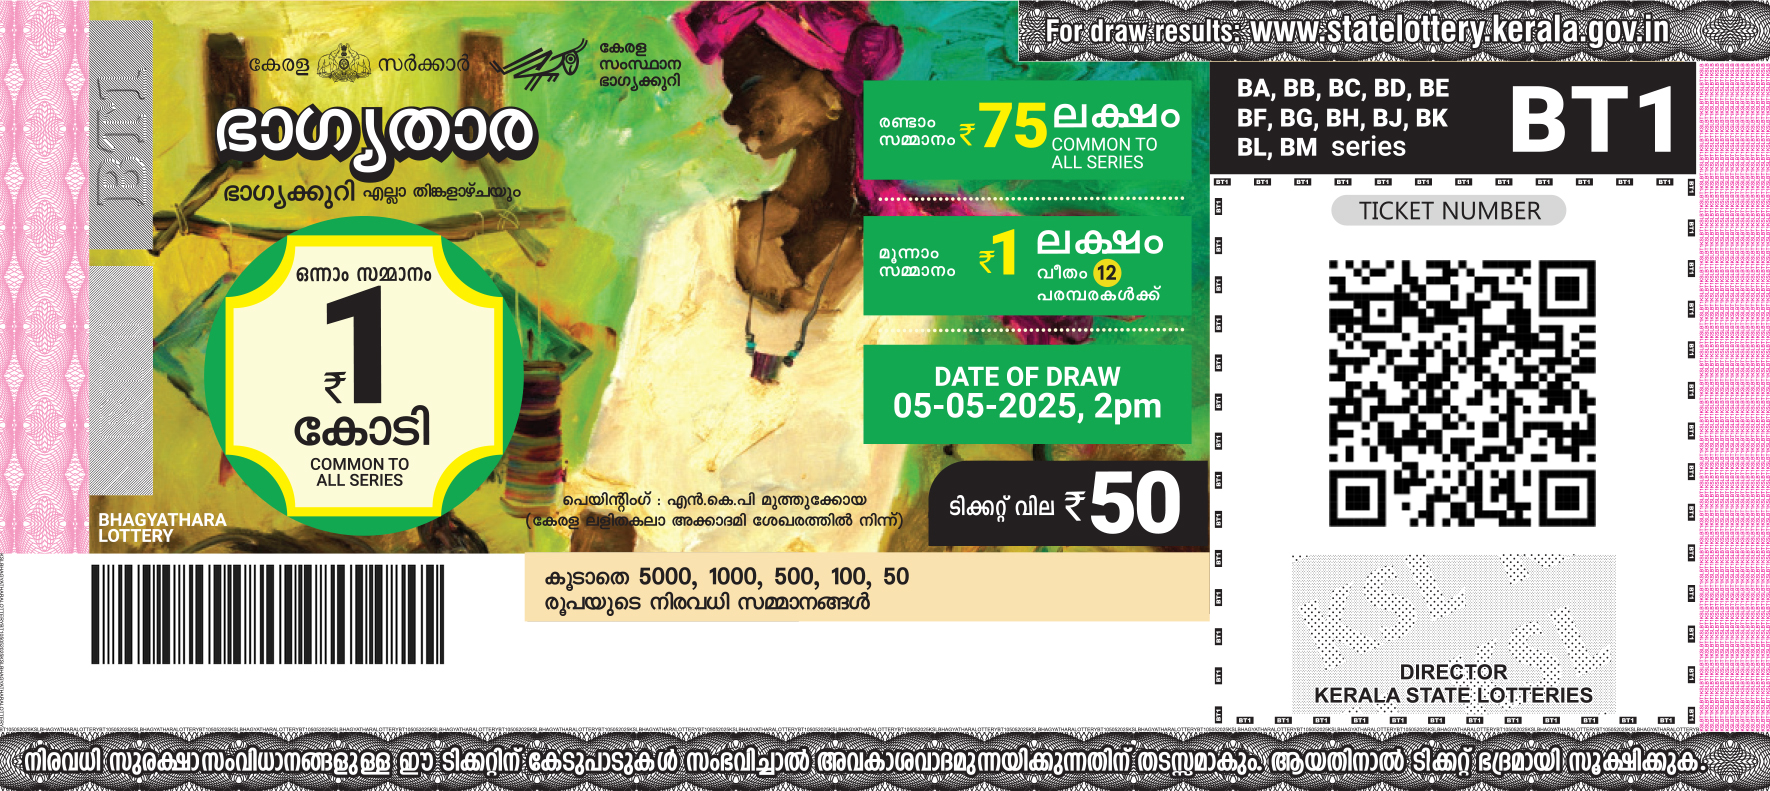 For draw results: www.statelottery.kerala.gov.in
കേരള സർക്കാർ
കേരള
സംസ്ഥാന
ഭാഗ്യക്കുറി
ഭാഗ്യതാര
ഭാഗ്യക്കുറി എല്ലാ തിങ്കളാഴ്ചയും
ഒന്നാം സമ്മാനം
₹1
കോടി
COMMON TO
ALL SERIES
BHAGYATHARA
LOTTERY
രണ്ടാം
സമ്മാനം ₹75 ലക്ഷം
COMMON TO
ALL SERIES
മൂന്നാം
സമ്മാനം ₹1 ലക്ഷം
വീതം 12
പരമ്പരകൾക്ക്
DATE OF DRAW
05-05-2025, 2pm
ടിക്കറ്റ് വില ₹50
പെയിന്റിംഗ് : എൻ.കെ.പി മുത്തുക്കോയ
(കേരള ലളിതകലാ അക്കാദമി ശേഖരത്തിൽ നിന്ന്)
കൂടാതെ 5000, 1000, 500, 100, 50
രൂപയുടെ നിരവധി സമ്മാനങ്ങൾ
BA, BB, BC, BD, BE
BF, BG, BH, BJ, BK
BL, BM series
BT1
TICKET NUMBER
KSL
KSL
DIRECTOR
KERALA STATE LOTTERIES
നിരവധി സുരക്ഷാസംവിധാനങ്ങളുള്ള ഈ ടിക്കറ്റിന് കേടുപാടുകൾ സംഭവിച്ചാൽ അവകാശവാദമുന്നയിക്കുന്നതിന് തടസ്സമാകും. ആയതിനാൽ ടിക്കറ്റ് ഭദ്രമായി സൂക്ഷിക്കുക.